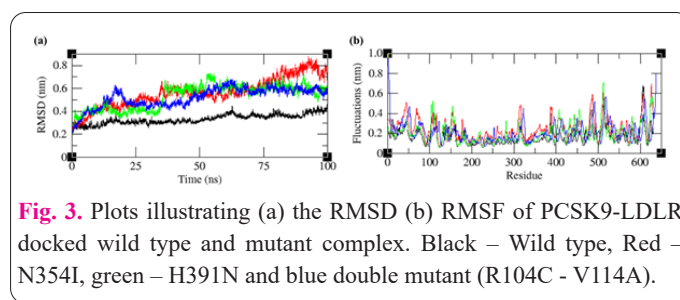 (a)
(b)
0.8
0.6
0.4
0.2
0
RMSD (nm)
0 25 50 75 100
Time (ns)
1.0
0.8
0.6
0.4
0.2
0
Fluctuations (nm)
0 100 200 300 400 500 600
Residue
Fig. 3. Plots illustrating (a) the RMSD (b) RMSF of PCSK9-LDLR
docked wild type and mutant complex. Black – Wild type, Red –
N354I, green – H391N and blue double mutant (R104C - V114A).